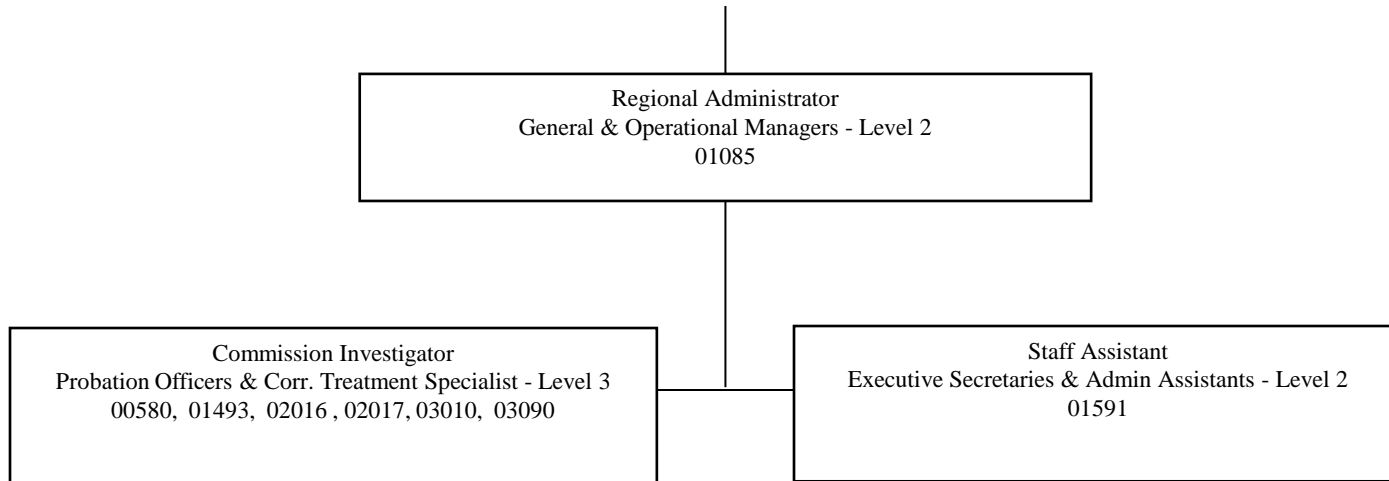 Regional Administrator
General & Operational Managers - Level 2
01085
Commission Investigator
Probation Officers & Corr. Treatment Specialist - Level 3
00580, 01493, 02016 , 02017, 03010, 03090
Staff Assistant
Executive Secretaries & Admin Assistants - Level 2
01591